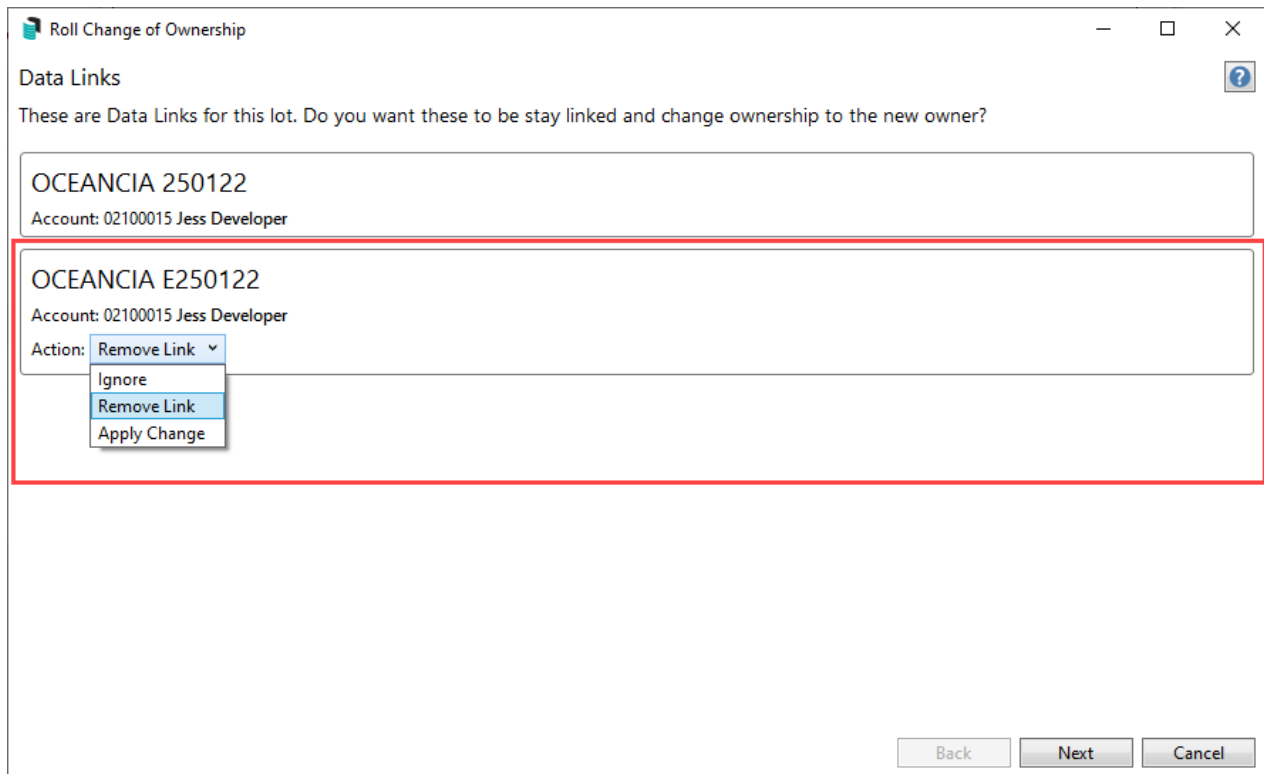 Roll Change of Ownership
Data Links
These are Data Links for this lot. Do you want these to be stay linked and change ownership to the new owner?
OCEANCIA 250122
Account: 02100015 Jess Developer
OCEANCIA E250122
Account: 02100015 Jess Developer
Action: Remove Link
Ignore
Remove Link
Apply Change
Back Next Cancel